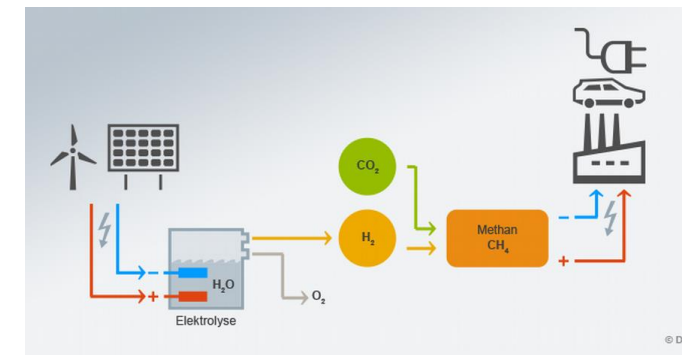 CO₂
H₂
Methan
CH₄
−
+
−
+
H₂O
O₂
Elektrolyse
© D